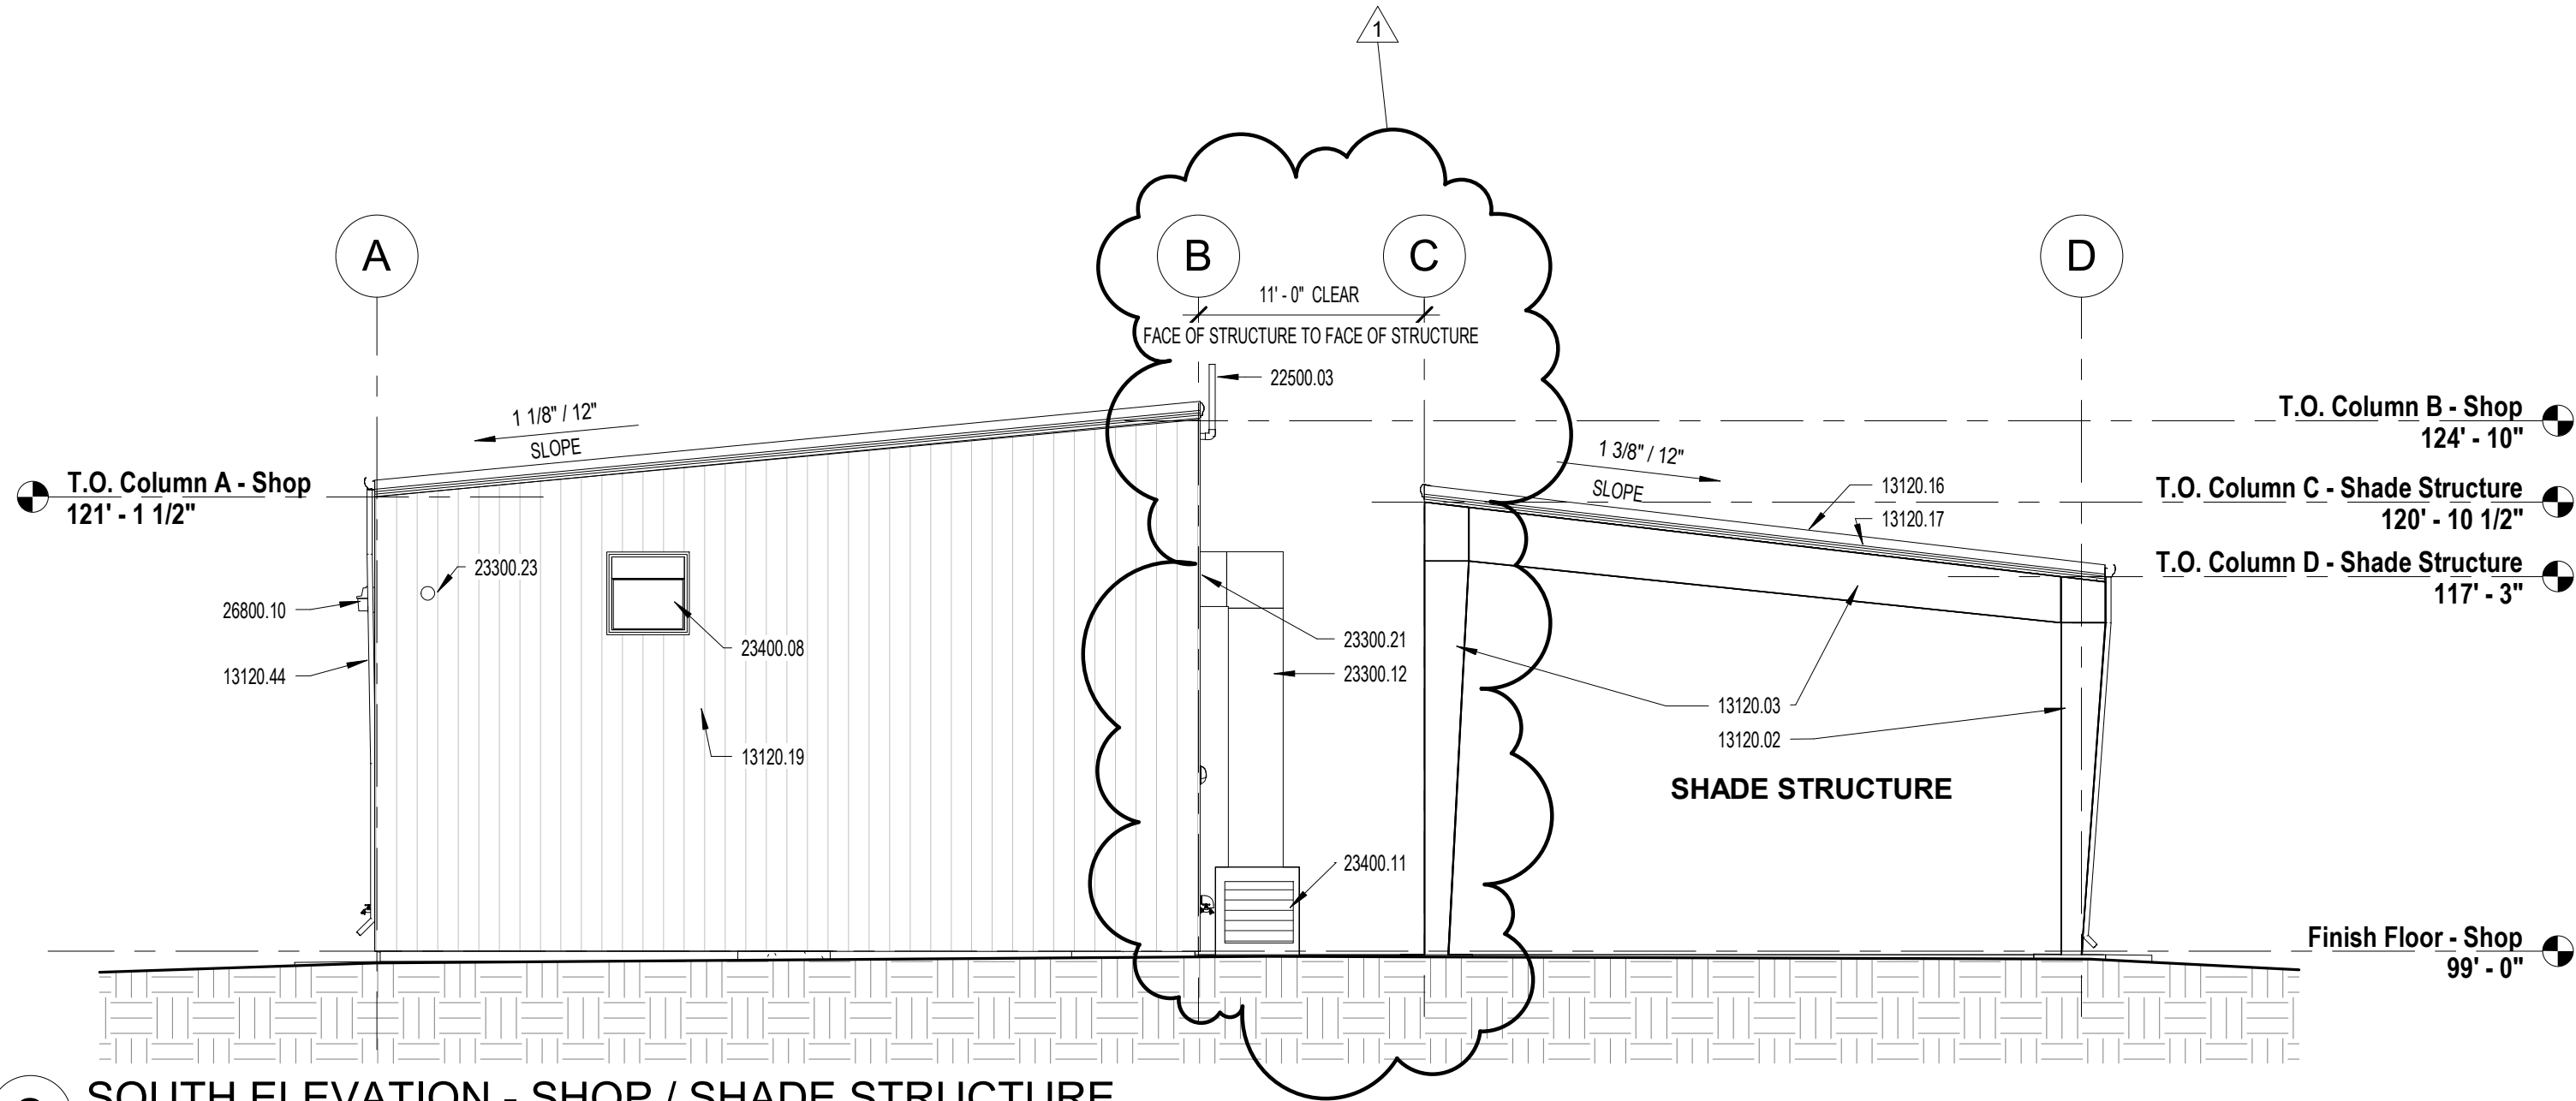 1
A
B
C
D
11' - 0" CLEAR
FACE OF STRUCTURE TO FACE OF STRUCTURE
22500.03
1 1/8" / 12"
SLOPE
T.O. Column B - Shop
124' - 10"
1 3/8" / 12"
SLOPE
T.O. Column A - Shop
121' - 1 1/2"
13120.16
13120.17
T.O. Column C - Shade Structure
120' - 10 1/2"
T.O. Column D - Shade Structure
117' - 3"
23300.23
26800.10
23400.08
13120.44
23300.21
23300.12
13120.03
13120.02
13120.19
SHADE STRUCTURE
23400.11
Finish Floor - Shop
99' - 0"
SOUTH ELEVATION - SHOP / SHADE STRUCTURE